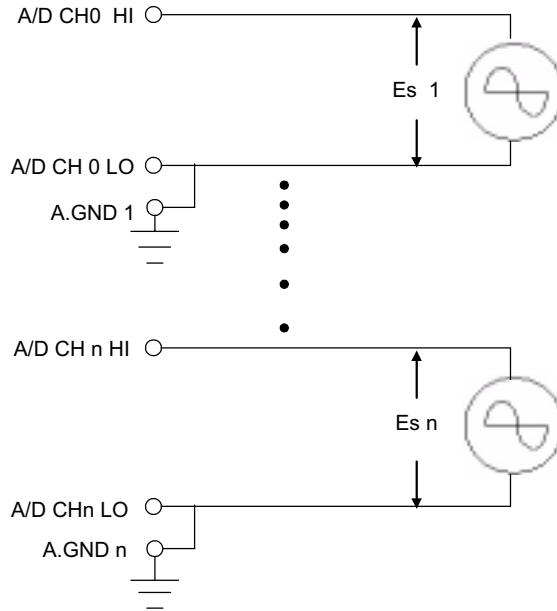 A/D CH0 HI
Es 1
A/D CH 0 LO
A.GND 1
A/D CH n HI
Es n
A/D CHn LO
A.GND n